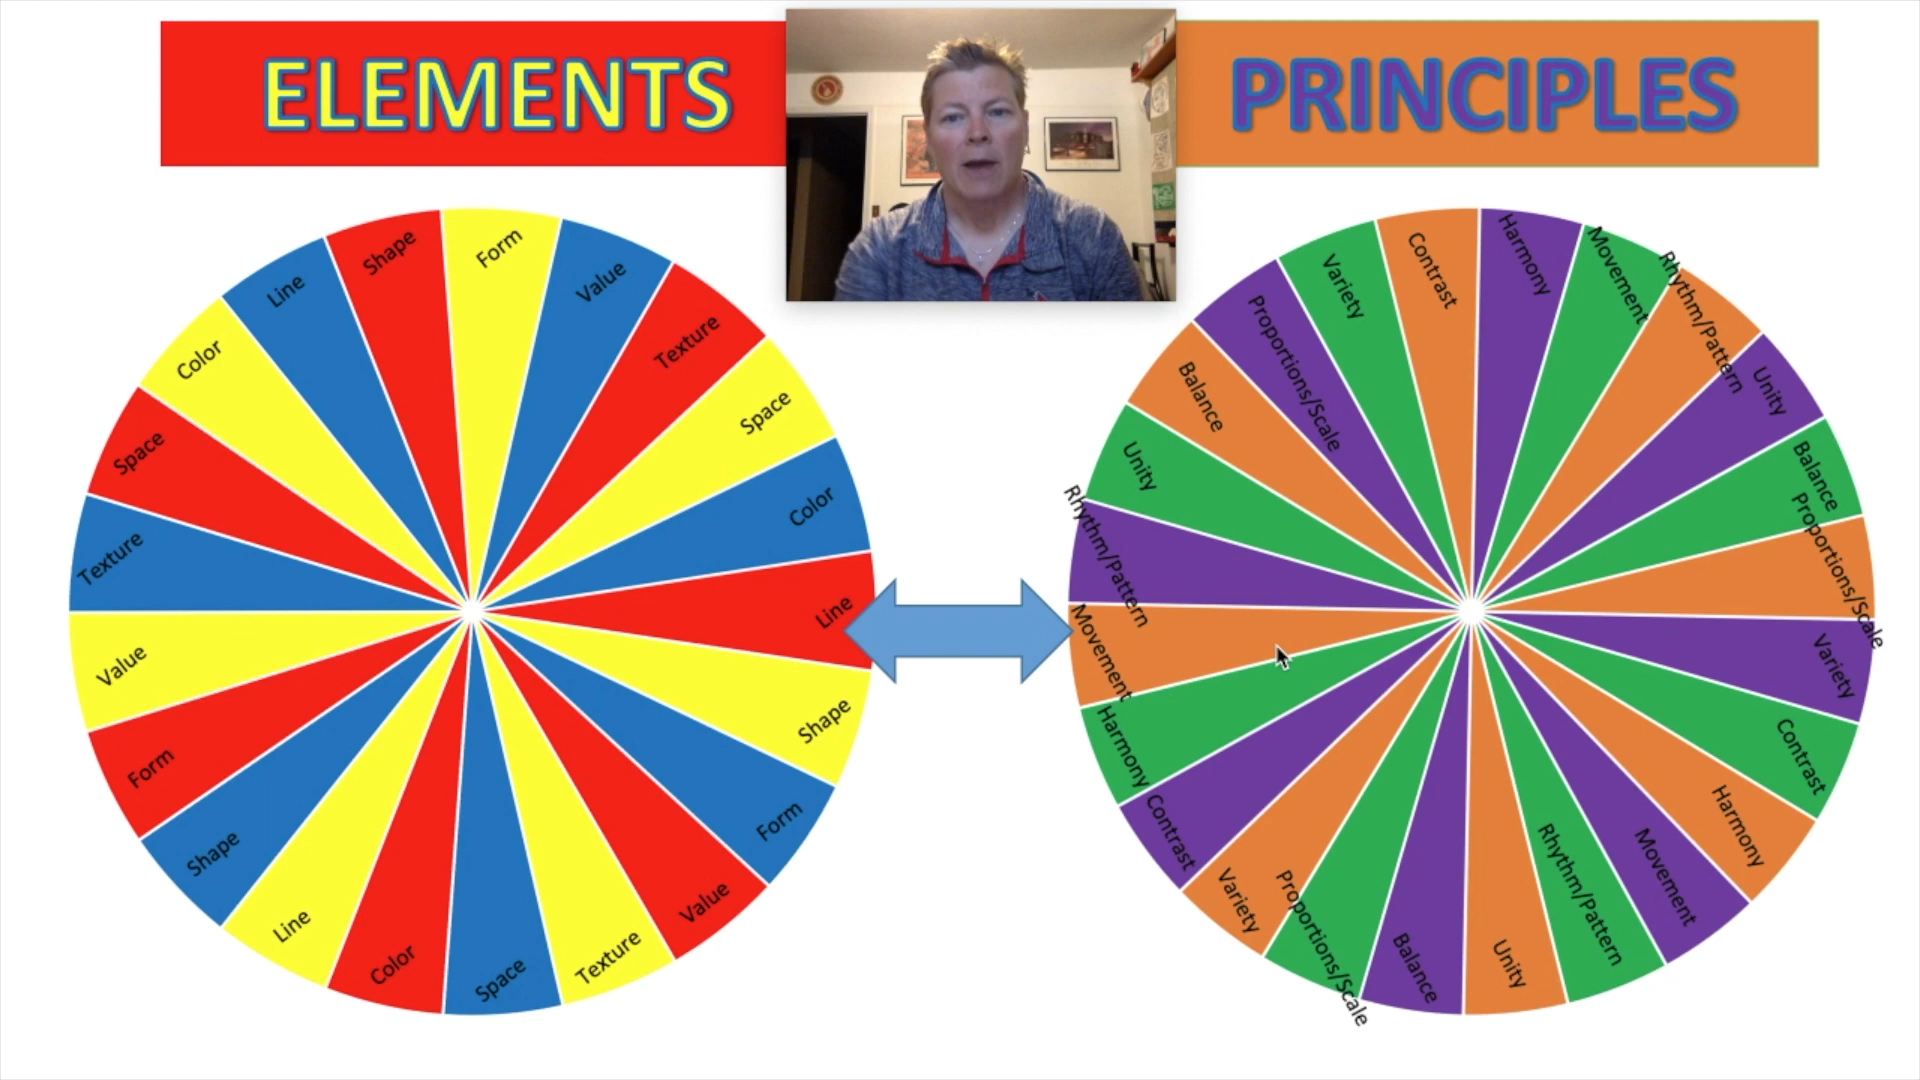 ELEMENTS
PRINCIPLES
Form
Value
Texture
Space
Color
Line
Shape
Form
Value
Texture
Space
Color
Line
Shape
Form
Value
Texture
Space
Color
Line
Shape
Harmony
Movement
Rhythm/Pattern
Unity
Balance
Proportions/Scale
Variety
Contrast
Harmony
Movement
Rhythm/Pattern
Unity
Balance
Proportions/Scale
Variety
Contrast
Harmony
Movement
Rhythm/Pattern
Unity
Balance
Proportions/Scale
Variety
Contrast